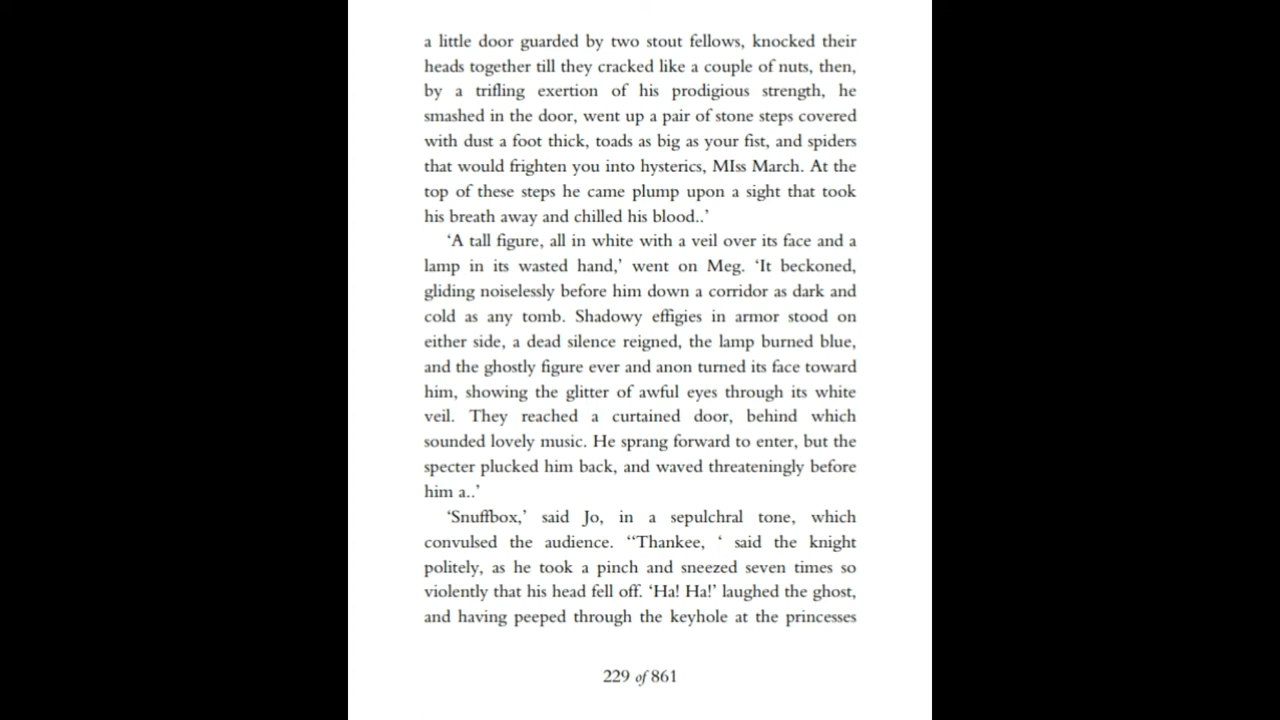 a little door guarded by two stout fellows, knocked their
heads together till they cracked like a couple of nuts, then,
by a trifling exertion of his prodigious strength, he
smashed in the door, went up a pair of stone steps covered
with dust a foot thick, toads as big as your fist, and spiders
that would frighten you into hysterics, MIss March. At the
top of these steps he came plump upon a sight that took
his breath away and chilled his blood..’
‘A tall figure, all in white with a veil over its face and a
lamp in its wasted hand,’ went on Meg. ‘It beckoned,
gliding noiselessly before him down a corridor as dark and
cold as any tomb. Shadowy effigies in armor stood on
either side, a dead silence reigned, the lamp burned blue,
and the ghostly figure ever and anon turned its face toward
him, showing the glitter of awful eyes through its white
veil. They reached a curtained door, behind which
sounded lovely music. He sprang forward to enter, but the
specter plucked him back, and waved threateningly before
him a..’
‘Snuffbox,’ said Jo, in a sepulchral tone, which
convulsed the audience. ‘‘Thankee, ‘ said the knight
politely, as he took a pinch and sneezed seven times so
violently that his head fell off. ‘Ha! Ha!’ laughed the ghost,
and having peeped through the keyhole at the princesses
229 of 861